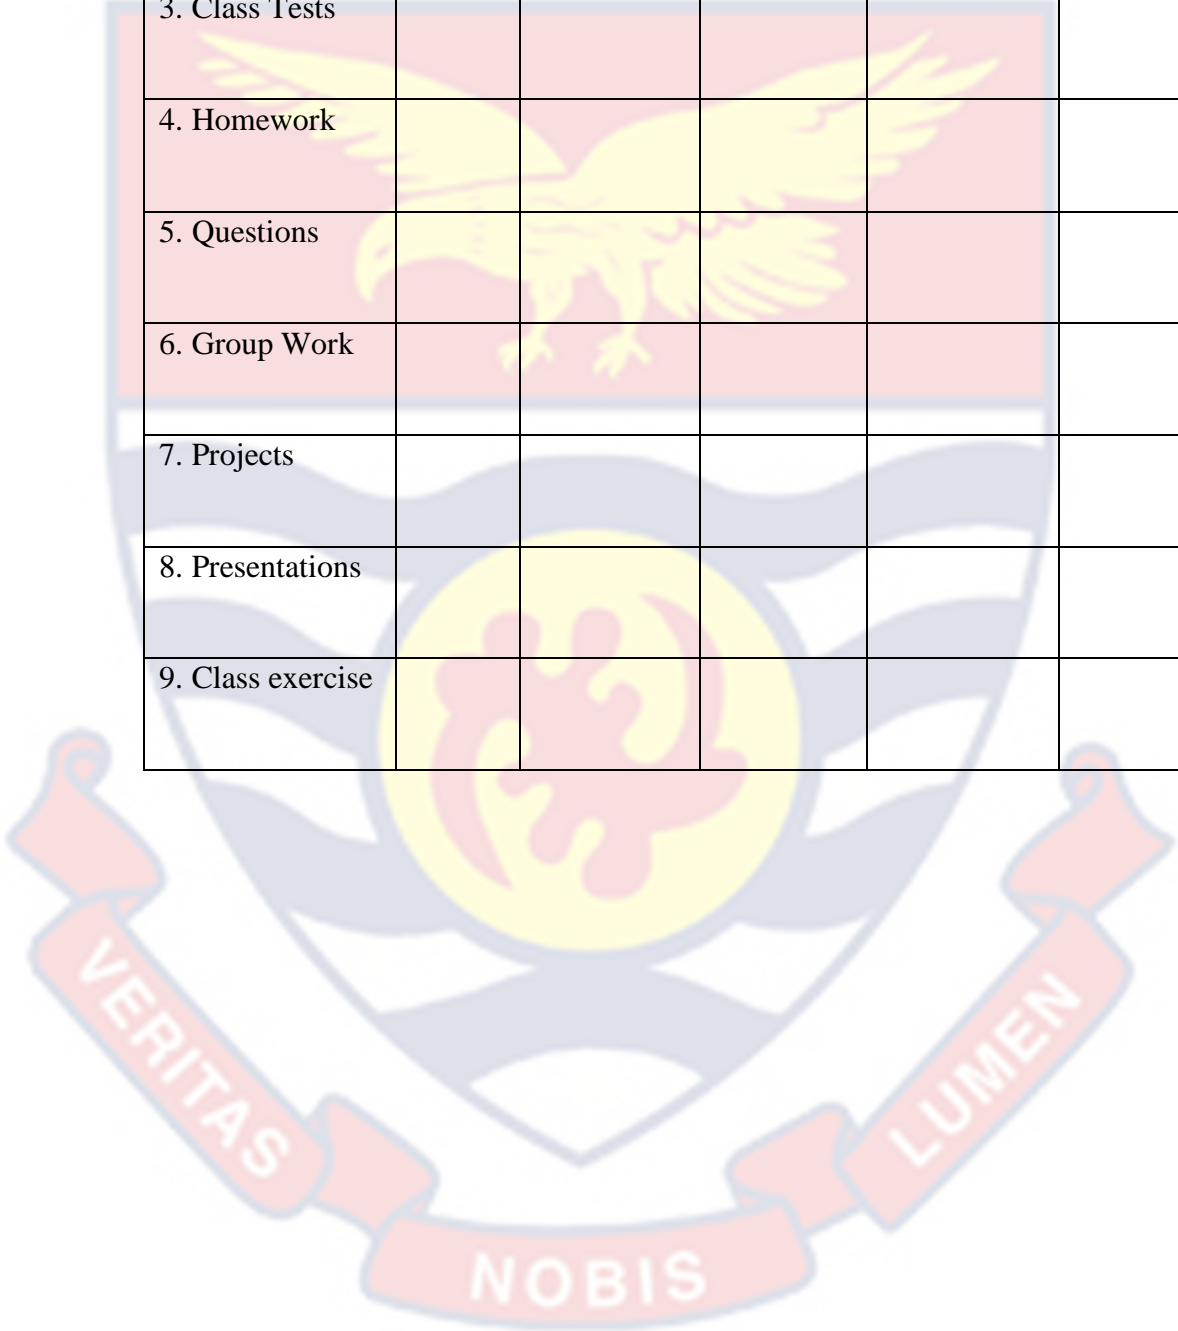 3. Class Tests
4. Homework
5. Questions
6. Group Work
7. Projects
8. Presentations
9. Class exercise
VERITAS
NOBIS
LUMEN